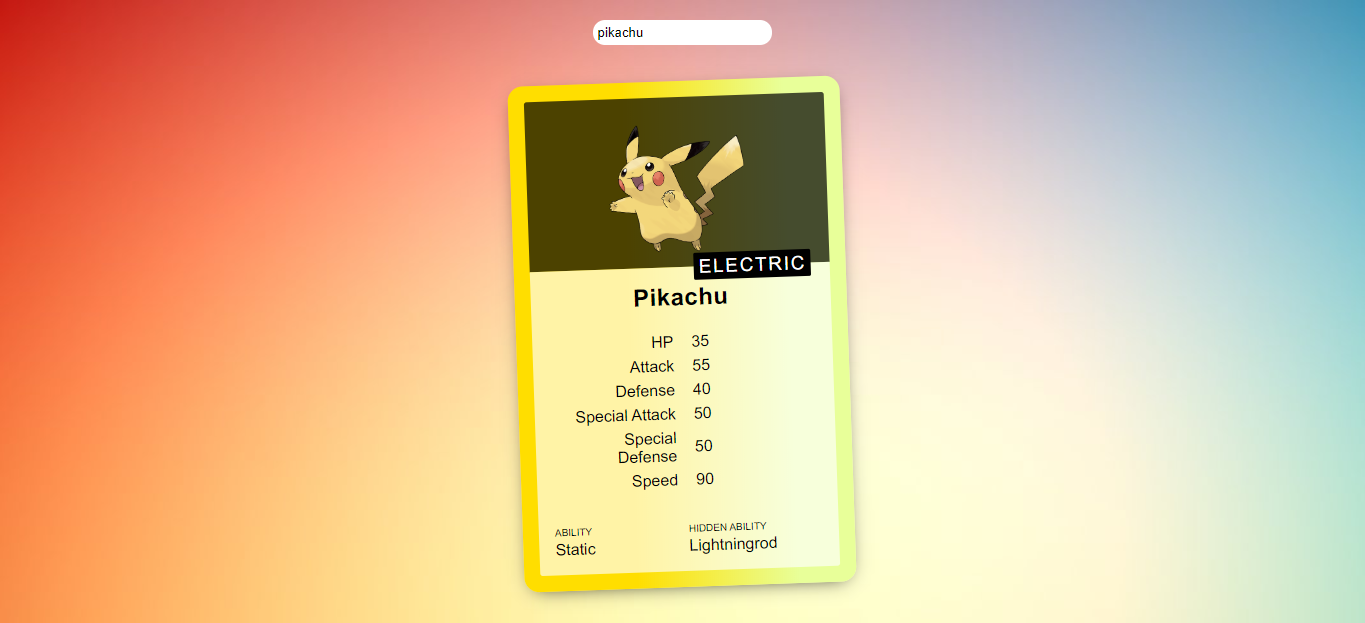 pikachu
ELECTRIC
Pikachu
HP 35
Attack 55
Defense 40
Special Attack 50
Special
Defense 50
Speed 90
ABILITY HIDDEN ABILITY
Static Lightningrod